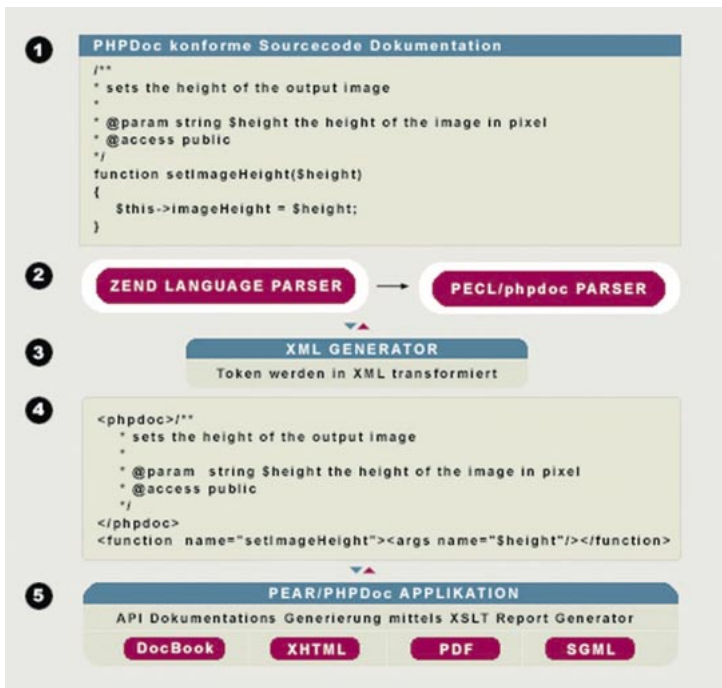 1 PHPDoc konforme Sourcecode Dokumentation
/**
* sets the height of the output image
*
* @param string $height the height of the image in pixel
* @access public
*/
function setImageHeight($height)
{
$this->imageHeight = $height;
}
2 ZEND LANGUAGE PARSER PECL/phpdoc PARSER
3 XML GENERATOR
Token werden in XML transformiert
4
<phpdoc>/**
* sets the height of the output image
*
* @param string $height the height of the image in pixel
* @access public
*/
</phpdoc>
<function name="setImageHeight"><args name="$height"/></function>
5 PEAR/PHPDoc APPLIKATION
API Dokumentations Generierung mittels XSLT Report Generator
DocBook XHTML PDF SGML